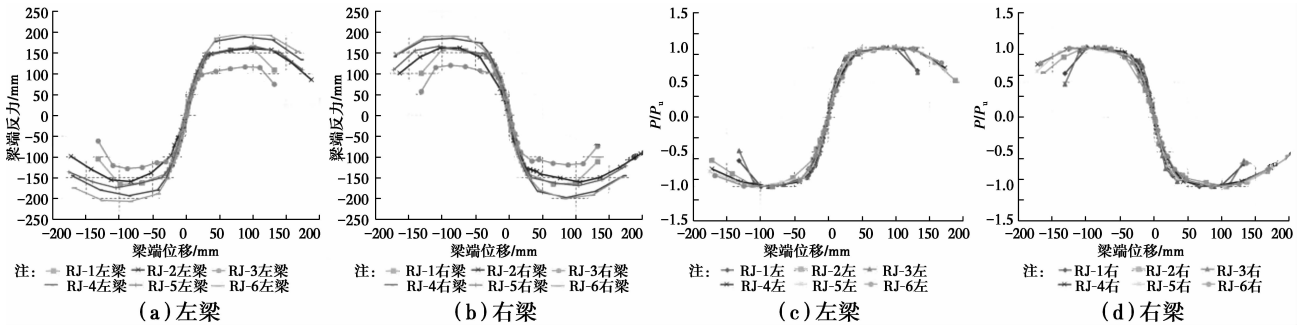 250
200
150
100
50
0
−50
−100
−150
−200
−250
梁端反力/mm
−200 −150 −100 −50 0 50 100 150 200
梁端位移/mm
注: RJ-1左梁 RJ-2左梁 RJ-3左梁
RJ-4左梁 RJ-5左梁 RJ-6左梁
(a)左梁
250
200
150
100
50
0
−50
−100
−150
−200
−250
梁端反力/mm
−200 −150 −100 −50 0 50 100 150 200
梁端位移/mm
注: RJ-1右梁 RJ-2右梁 RJ-3右梁
RJ-4右梁 RJ-5右梁 RJ-6右梁
(b)右梁
1.5
1.0
0.5
0.0
−0.5
−1.0
−1.5
P/Pu
−200 −150 −100 −50 0 50 100 150 200
梁端位移/mm
注: RJ-1左 RJ-2左 RJ-3左
RJ-4左 RJ-5左 RJ-6左
(c)左梁
1.5
1.0
0.5
0.0
−0.5
−1.0
−1.5
P/Pu
−200 −150 −100 −50 0 50 100 150 200
梁端位移/mm
注: RJ-1右 RJ-2右 RJ-3右
RJ-4右 RJ-5右 RJ-6右
(d)右梁